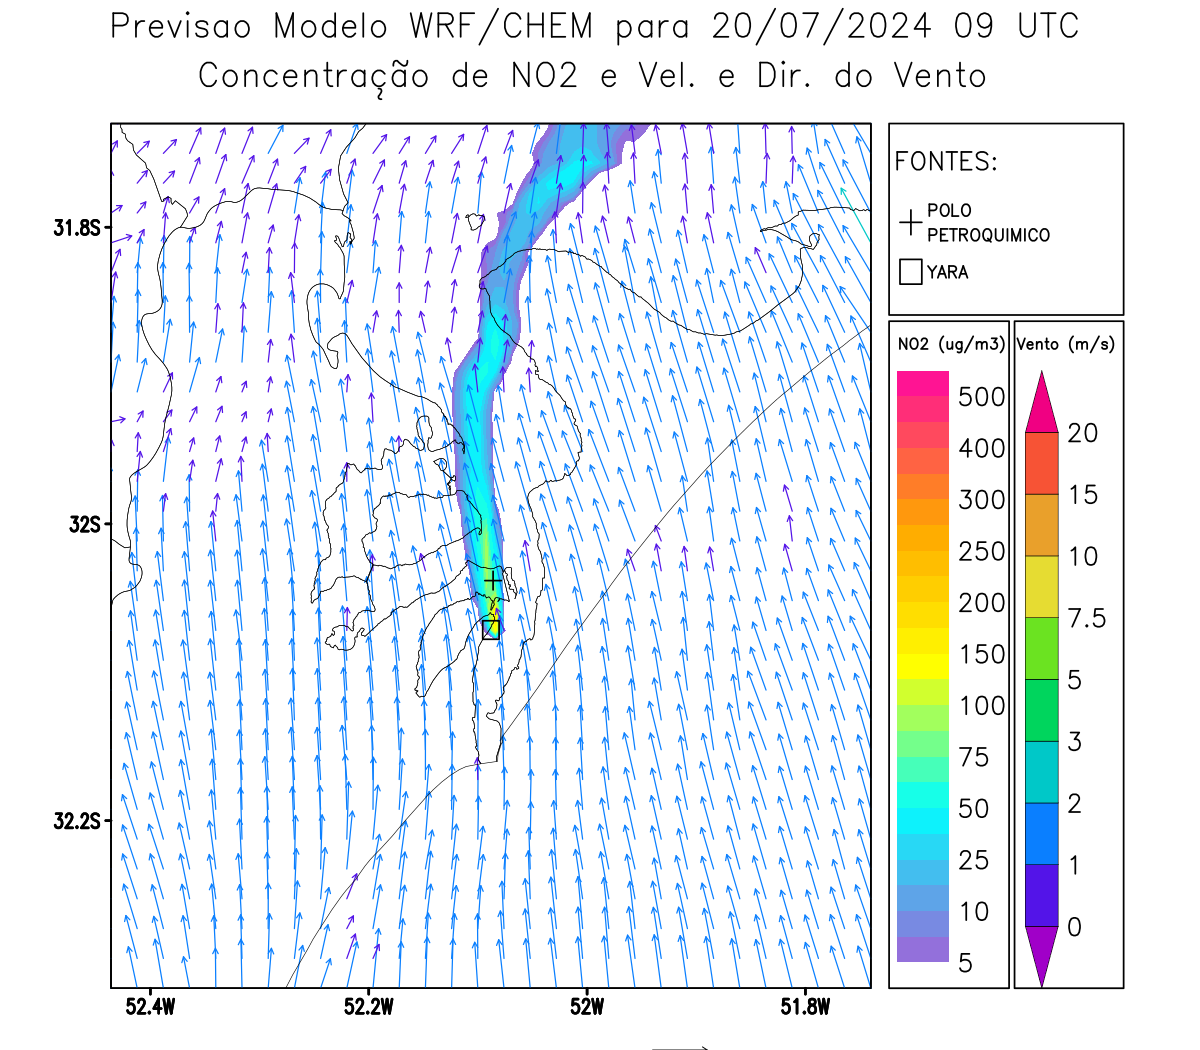 Previsao Modelo WRF/CHEM para 20/07/2024 09 UTC
Concentração de NO2 e Vel. e Dir. do Vento
FONTES:
POLO
PETROQUIMICO
YARA
31.8S
32S
32.2S
52.4W
52.2W
52W
51.8W
NO2 (ug/m3)
500
400
300
250
200
150
100
75
50
25
10
5
Vento (m/s)
20
15
10
7.5
5
3
2
1
0